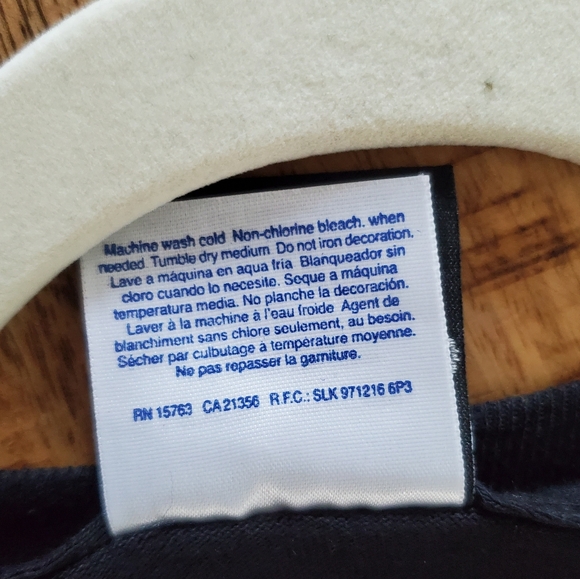 Machine wash cold Non-chlorine bleach. when
needed. Tumble dry medium. Do not iron decoration.
Lave a máquina en aqua fria Blanqueador sin
cloro cuando lo necesite. Seque a máquina
temperatura media. No planche la decoración.
Laver à la machine à l'eau froide Agent de
blanchiment sans chlore seulement, au besoin.
Sécher par culbutage à température moyenne.
Ne pas repasser la garniture.
RN 15763 CA 21356 R.F.C.: SLK 971216 6P3